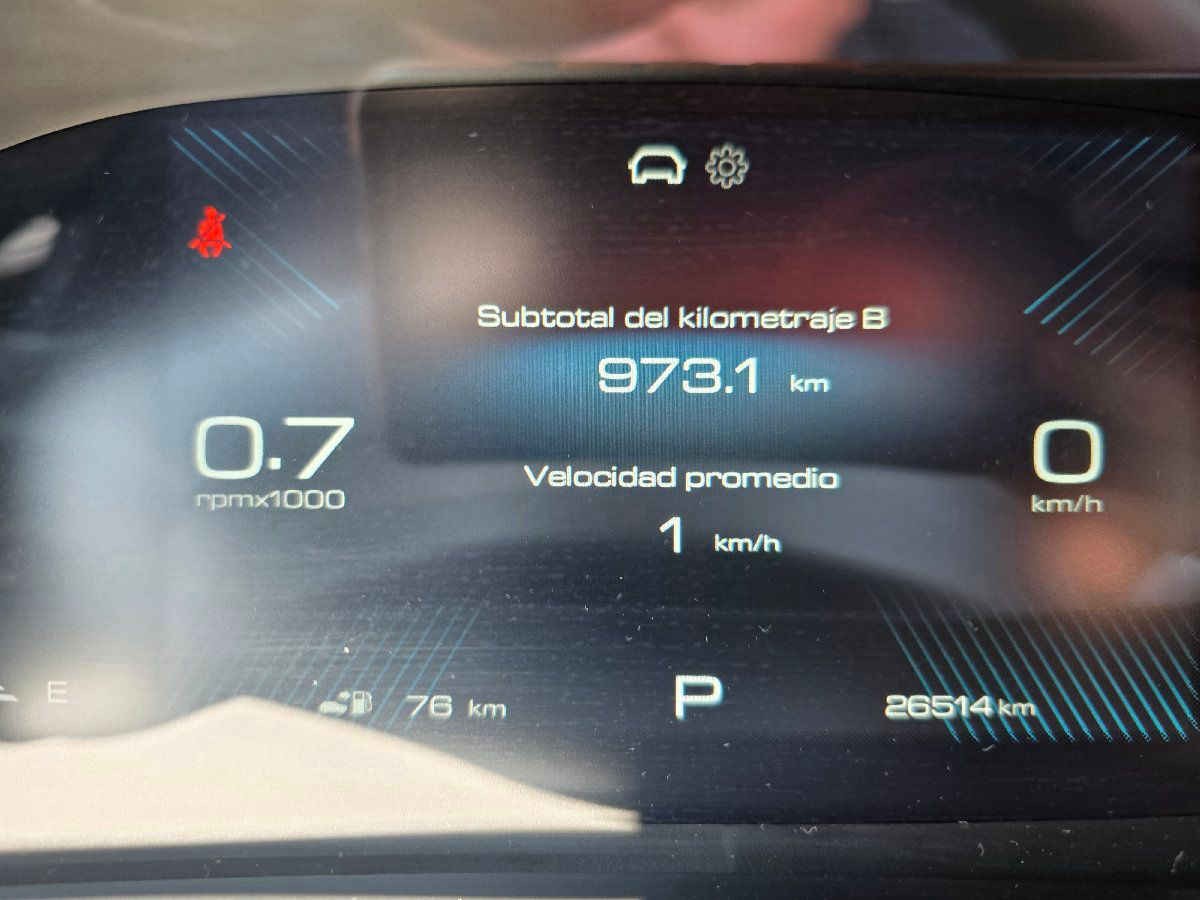 Subtotal del kilometraje B
973.1 km
Velocidad promedio
1 km/h
0.7
rpmx1000
0
km/h
E
76 km
P
26514 km